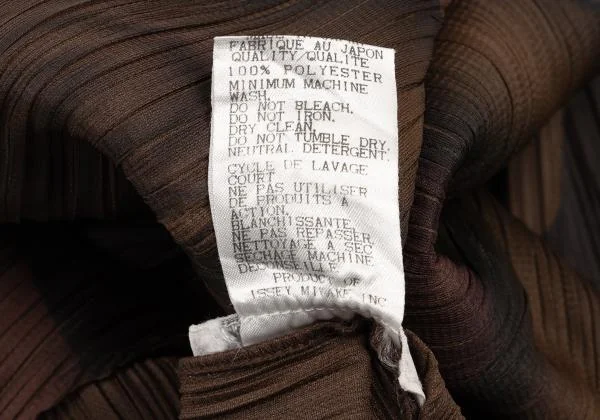 FABRIQUE AU JAPON
QUALITY QUALITE
100% POLYESTER
MINIMUM MACHINE
WASH.
DO NOT BLEACH.
DO NOT IRON.
DRY CLEAN.
DO NOT TUMBLE DRY.
NEUTRAL DETERGENT.
CYCLE DE LAVAGE
COURT.
NE PAS UTILISER
DE PRODUITS A
ACTION.
BLANCHISSANTE.
NE PAS REPASSER.
NETTOYAGE A SEC
SECHAGE MACHINE
PRODUCT OF
ISSEY MIYAKE INC